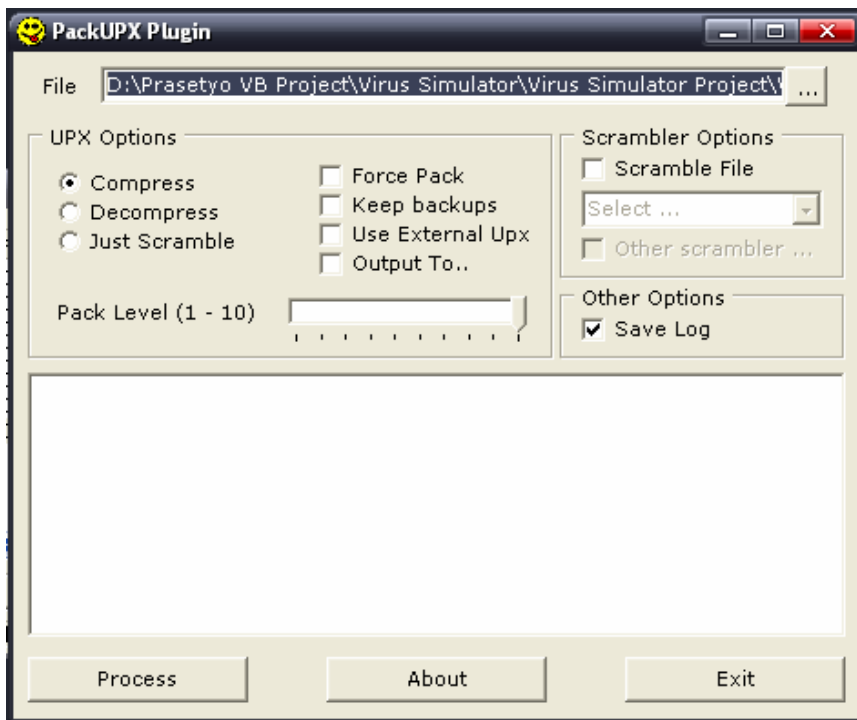 PackUPX Plugin
File D:\Prasetyo VB Project\Virus Simulator\Virus Simulator Project\ ...
UPX Options
Compress
Decompress
Just Scramble
Force Pack
Keep backups
Use External Upx
Output To..
Pack Level (1 - 10)
Scrambler Options
Scramble File
Select ...
Other scrambler ...
Other Options
Save Log
Process About Exit